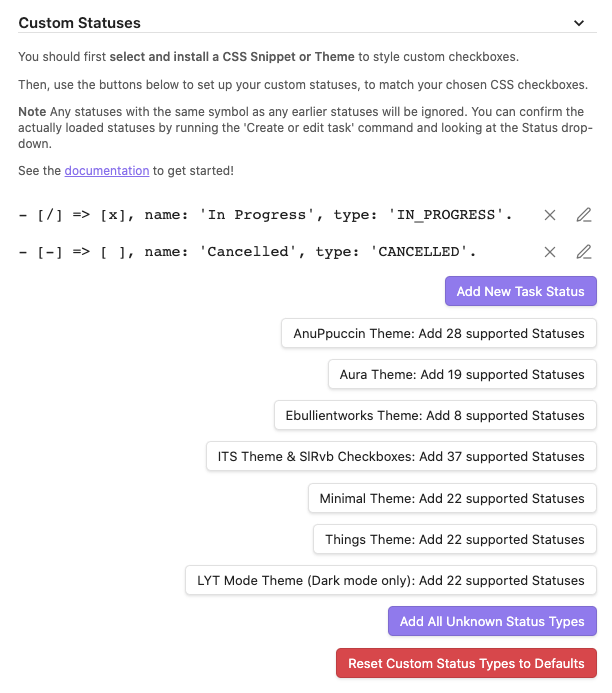 Custom Statuses
You should first select and install a CSS Snippet or Theme to style custom checkboxes.
Then, use the buttons below to set up your custom statuses, to match your chosen CSS checkboxes.
Note Any statuses with the same symbol as any earlier statuses will be ignored. You can confirm the
actually loaded statuses by running the 'Create or edit task' command and looking at the Status drop-
down.
See the documentation to get started!
- [/] => [x], name: 'In Progress', type: 'IN_PROGRESS'.
- [-] => [ ], name: 'Cancelled', type: 'CANCELLED'.
Add New Task Status
AnuPpuccin Theme: Add 28 supported Statuses
Aura Theme: Add 19 supported Statuses
Ebullientworks Theme: Add 8 supported Statuses
ITS Theme & SlRvb Checkboxes: Add 37 supported Statuses
Minimal Theme: Add 22 supported Statuses
Things Theme: Add 22 supported Statuses
LYT Mode Theme (Dark mode only): Add 22 supported Statuses
Add All Unknown Status Types
Reset Custom Status Types to Defaults